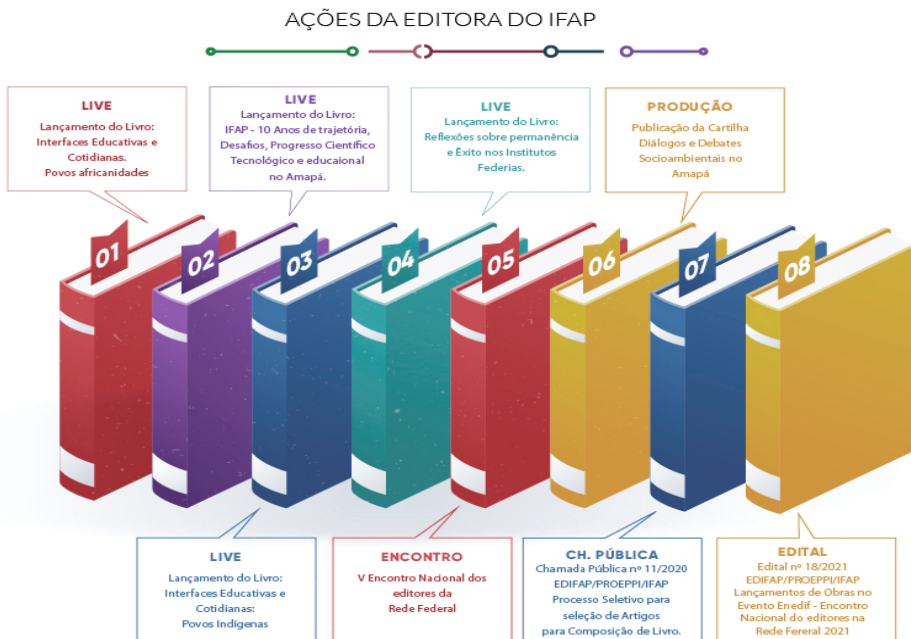 AÇÕES DA EDITORA DO IFAP
LIVE
Lançamento do Livro:
Interfaces Educativas e
Cotidianas.
Povos africanidades
LIVE
Lançamento do Livro:
IFAP - 10 Anos de trajetória,
Desafios, Progresso Científico
Tecnológico e educaional
no Amapá.
LIVE
Lançamento do Livro:
Reflexões sobre permanência
e Êxito nos Institutos
Federias.
PRODUÇÃO
Publicação da Cartilha
Diálogos e Debates
Socioambientais no
Amapá
01
02
03
04
05
06
07
08
LIVE
Lançamento do Livro:
Interfaces Educativas e
Cotidianas:
Povos Indígenas
ENCONTRO
V Encontro Nacional dos
editores da
Rede Federal
CH. PÚBLICA
Chamada Pública nº 11/2020
EDIFAP/PROEPPI/IFAP
Processo Seletivo para
seleção de Artigos
para Composição de Livro.
EDITAL
Edital nº 18/2021
EDIFAP/PROEPPI/IFAP
Lançamentos de Obras no
Evento Enedif - Encontro
Nacional do editores na
Rede Fereral 2021